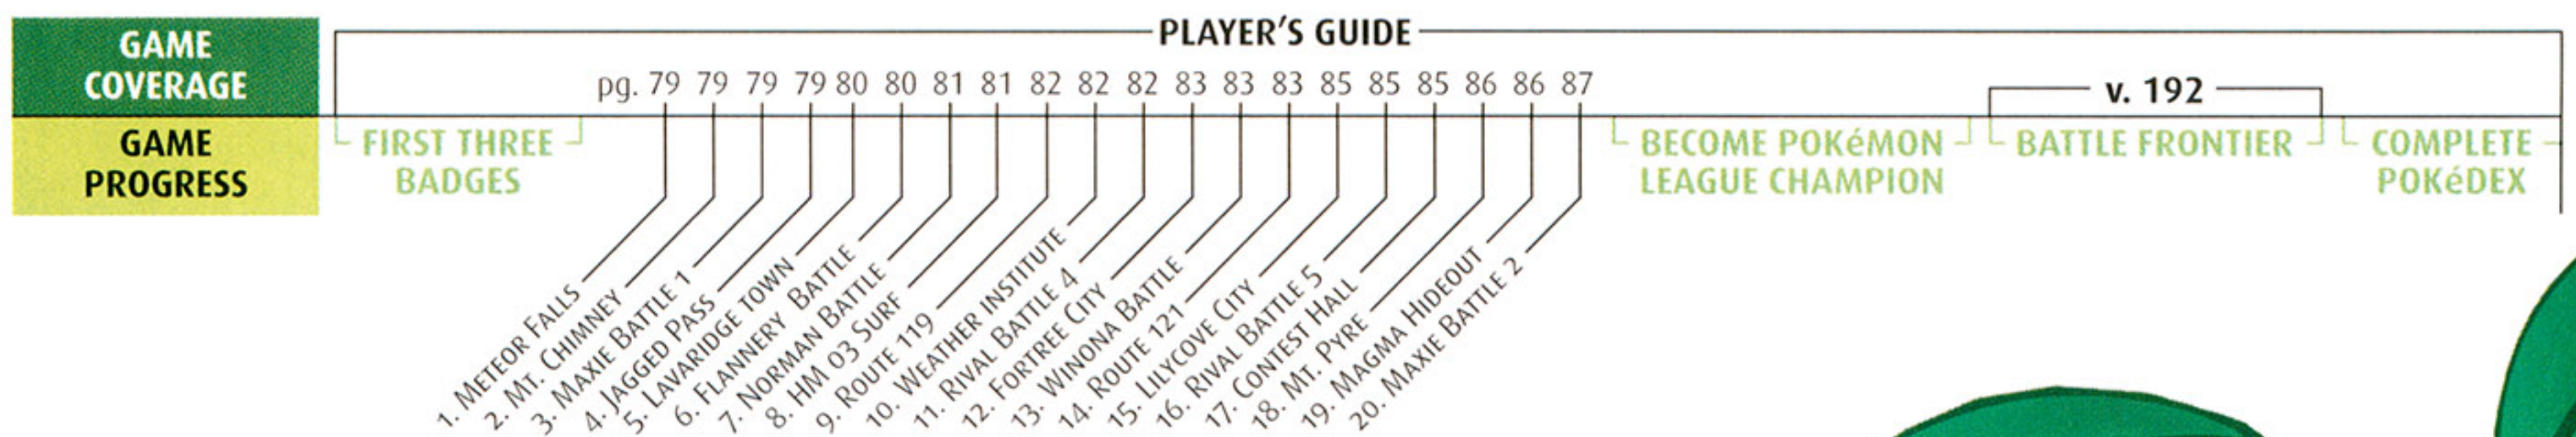 GAME
COVERAGE
PLAYER'S GUIDE
pg. 79 79 79 79 80 80 81 81 82 82 82 83 83 83 85 85 85 86 86 87
v. 192
GAME
PROGRESS
FIRST THREE
BADGES
BECOME POKéMON
LEAGUE CHAMPION
BATTLE FRONTIER
COMPLETE
POKéDEX
1. METEOR FALLS
2. MT. CHIMNEY
3. MAXIE BATTLE 1
4. JAGGED PASS
5. LAVARIDGE TOWN
6. FLANNERY BATTLE
7. NORMAN BATTLE
8. HM 03 SURF
9. ROUTE 119
10. WEATHER INSTITUTE
11. RIVAL BATTLE 4
12. FORTREE CITY
13. WINONA BATTLE
14. ROUTE 121
15. LILYCOVE CITY
16. RIVAL BATTLE 5
17. CONTEST HALL
18. MT. PYRE
19. MAGMA HIDEOUT
20. MAXIE BATTLE 2